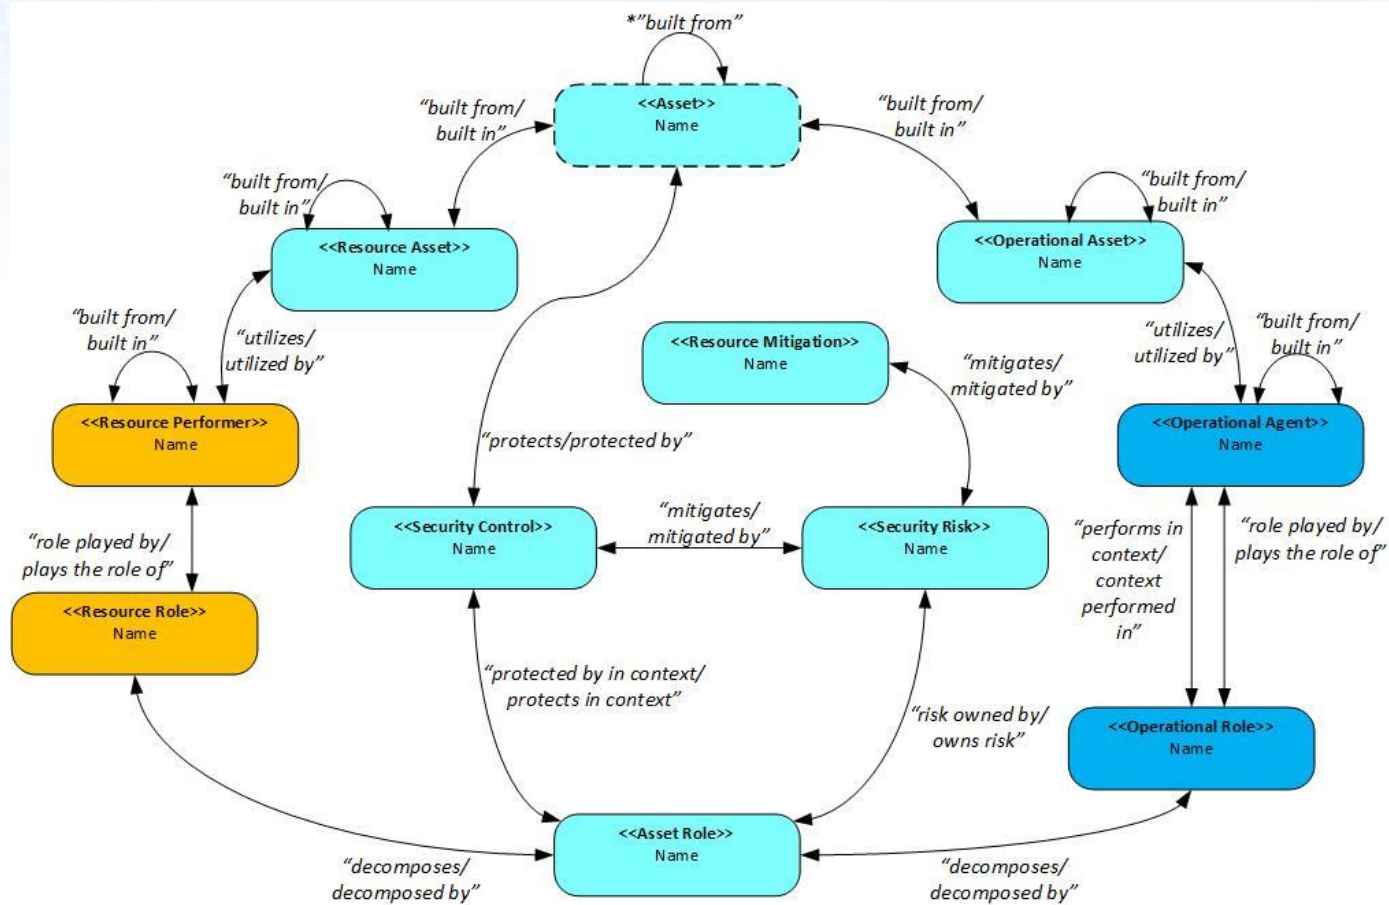 *”built from”
<<Asset>>
Name
“built from/
built in”
“built from/
built in”
“built from/
built in”
<<Resource Asset>>
Name
“built from/
built in”
<<Operational Asset>>
Name
“built from/
built in”
“utilizes/
utilized by”
<<Resource Mitigation>>
Name
“mitigates/
mitigated by”
“utilizes/
utilized by”
“built from/
built in”
<<Resource Performer>>
Name
“protects/protected by”
<<Operational Agent>>
Name
“role played by/
plays the role of”
<<Security Control>>
Name
“mitigates/
mitigated by”
<<Security Risk>>
Name
“performs in
context/
context
performed
in”
“role played by/
plays the role of”
<<Resource Role>>
Name
“protected by in context/
protects in context”
“risk owned by/
owns risk”
<<Operational Role>>
Name
<<Asset Role>>
Name
“decomposes/
decomposed by”
“decomposes/
decomposed by”